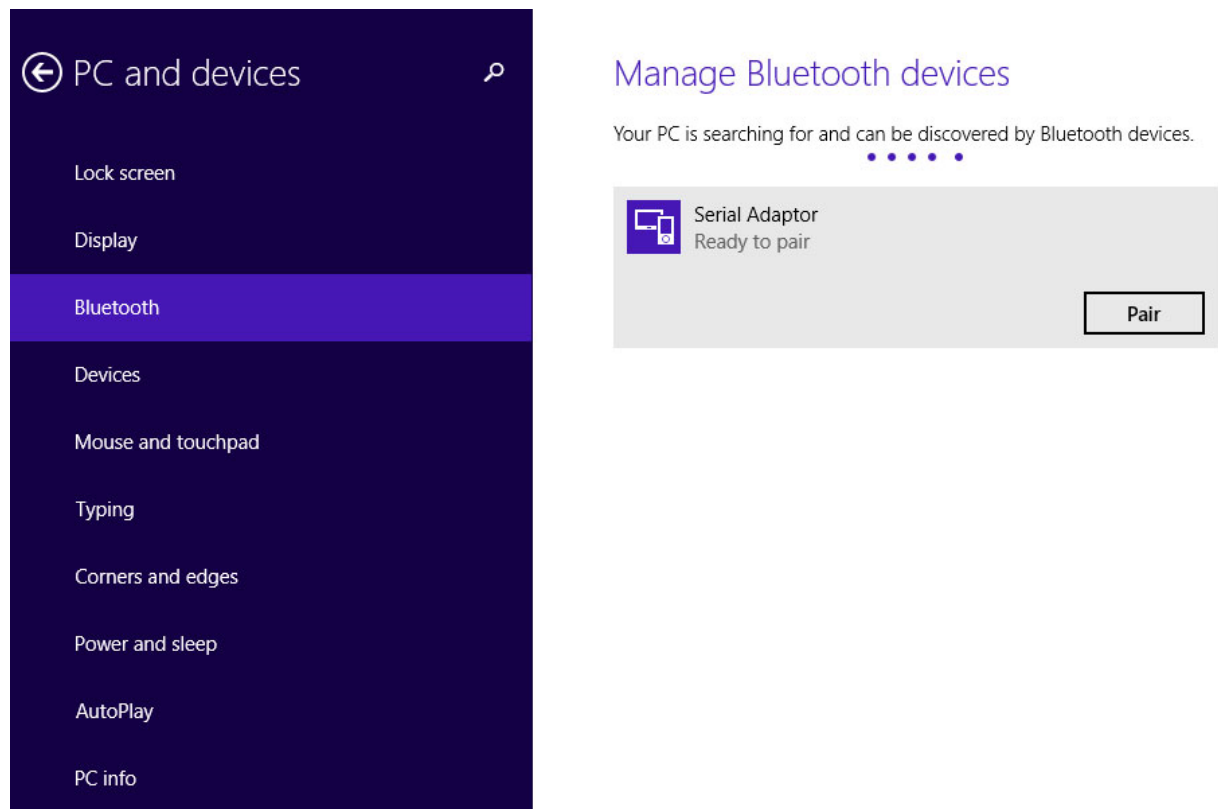 PC and devices
Lock screen
Display
Bluetooth
Devices
Mouse and touchpad
Typing
Corners and edges
Power and sleep
AutoPlay
PC info
Manage Bluetooth devices
Your PC is searching for and can be discovered by Bluetooth devices.
Serial Adaptor
Ready to pair
Pair